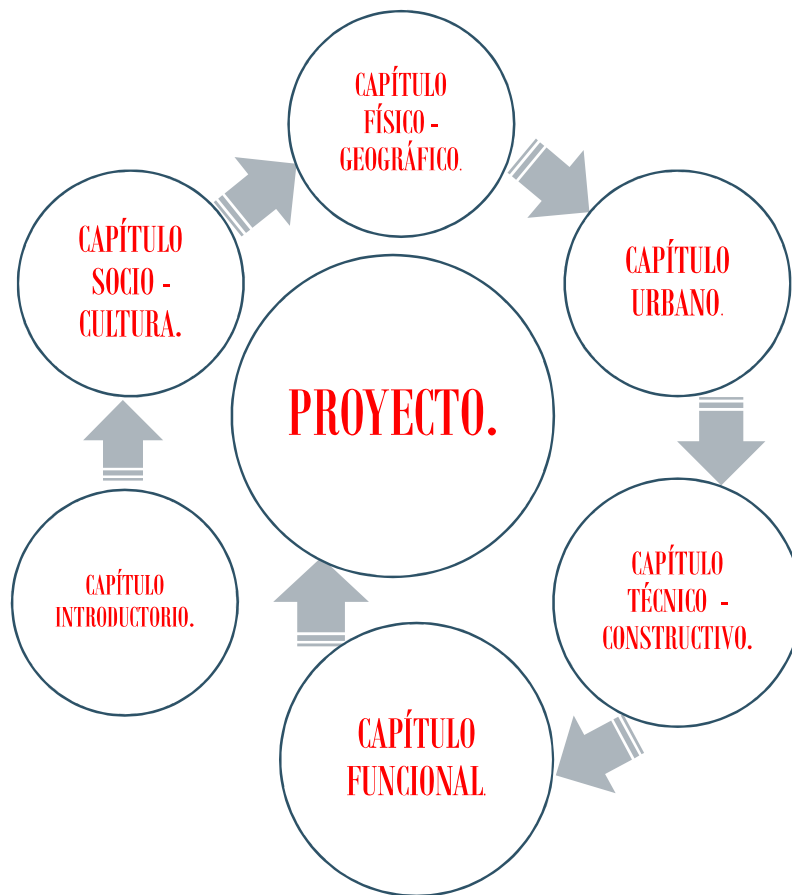 CAPÍTULO
FÍSICO -
GEOGRÁFICO.
CAPÍTULO
SOCIO -
CULTURA.
CAPÍTULO
URBANO.
PROYECTO.
CAPÍTULO
INTRODUCTORIO.
CAPÍTULO
TÉCNICO -
CONSTRUCTIVO.
CAPÍTULO
FUNCIONAL.